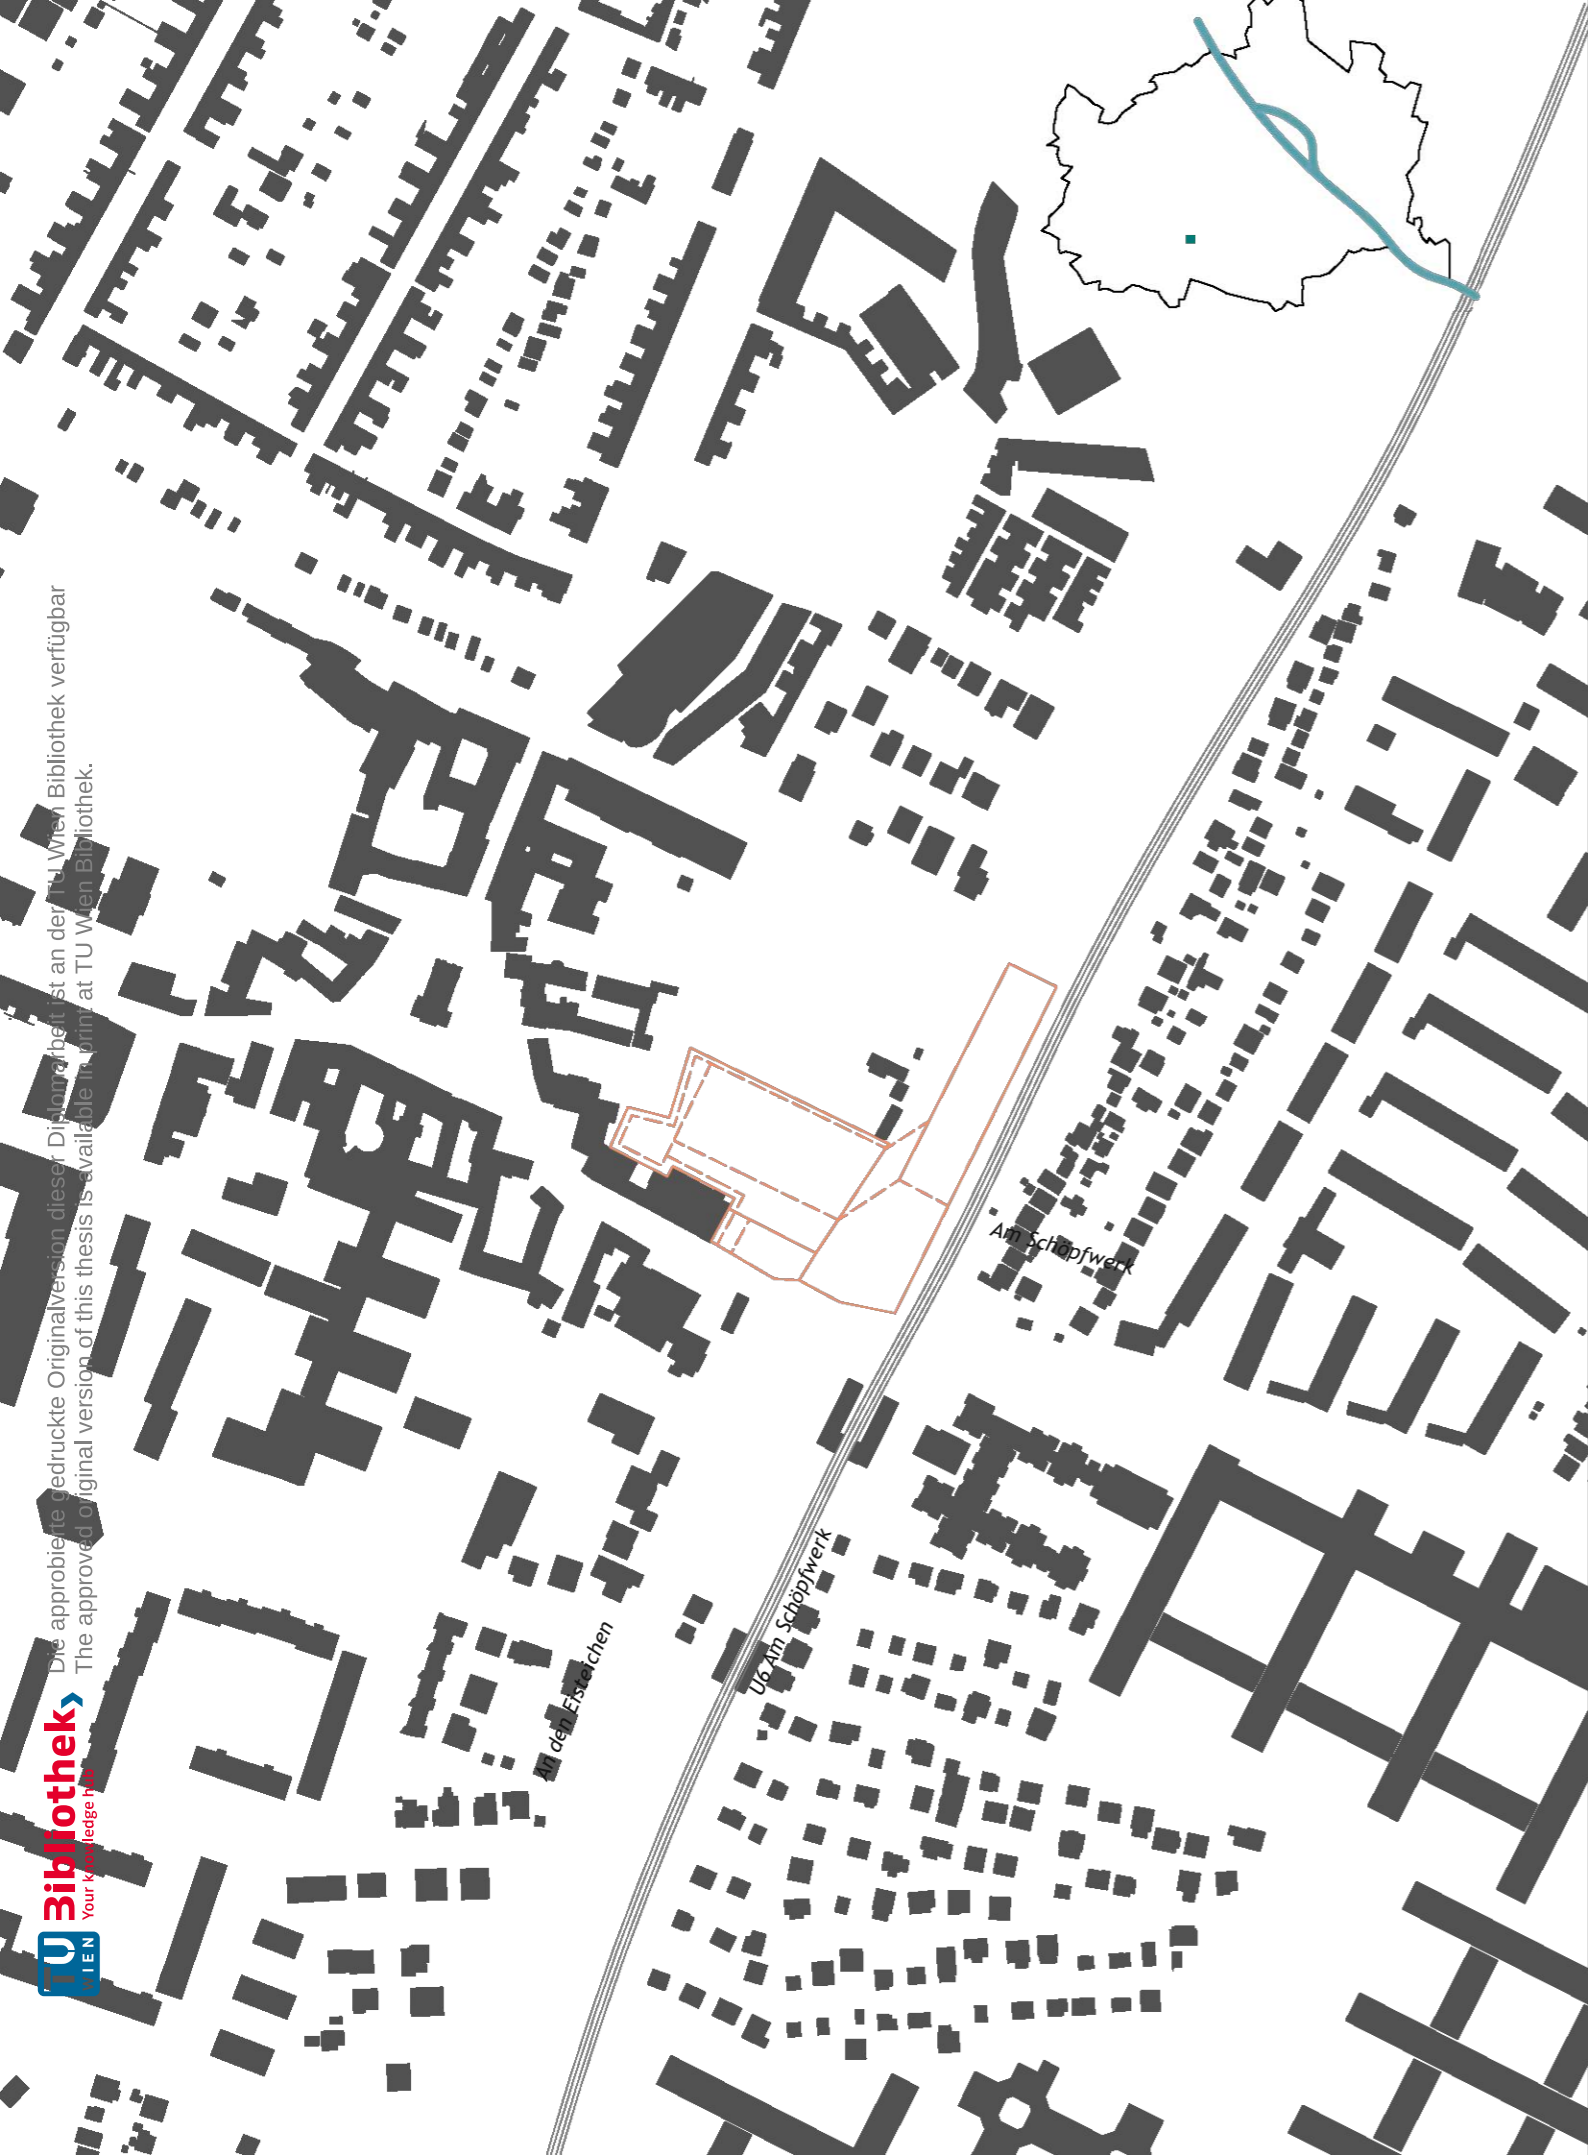 Am Schöpfwerk
U6 Am Schöpfwerk
An den Eisteichen
Die approbierte gedruckte Originalversion dieser Diplomarbeit ist an der TU Wien Bibliothek verfügbar
The approved original version of this thesis is available in print at TU Wien Bibliothek.
TU WIEN Bibliothek
Your knowledge hub